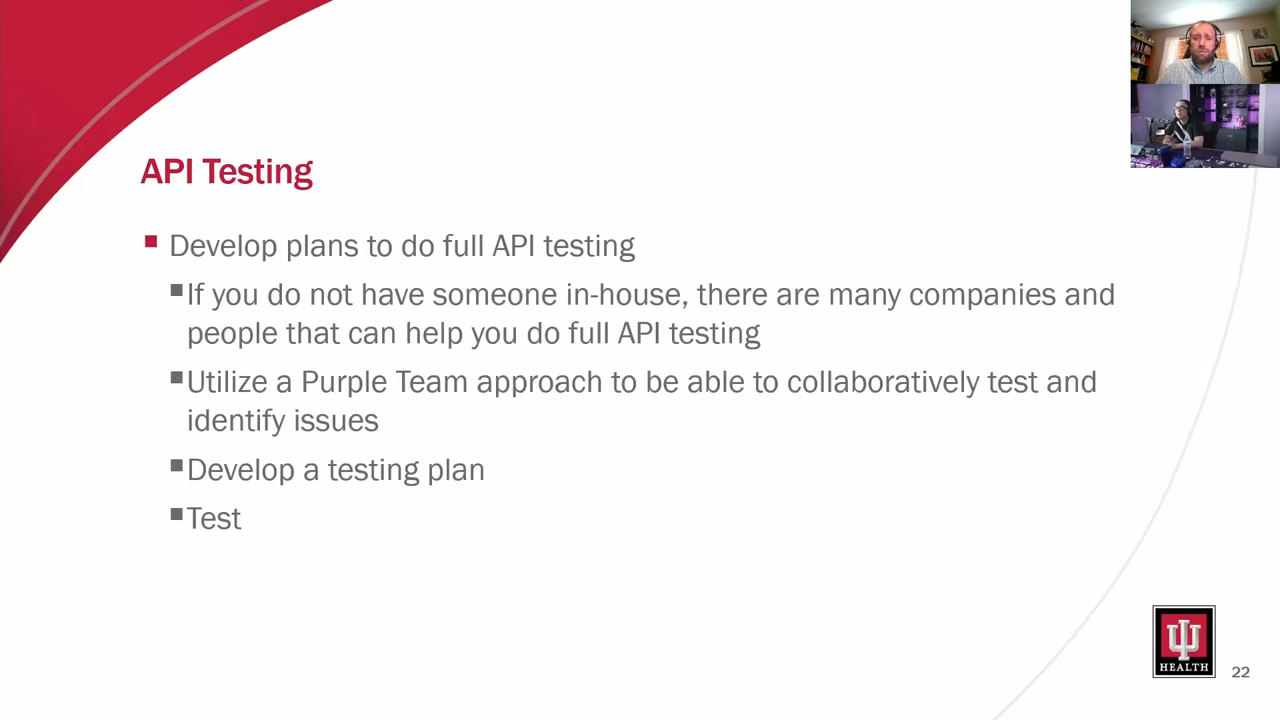 API Testing
Develop plans to do full API testing
If you do not have someone in-house, there are many companies and
people that can help you do full API testing
Utilize a Purple Team approach to be able to collaboratively test and
identify issues
Develop a testing plan
Test
IU
HEALTH
22